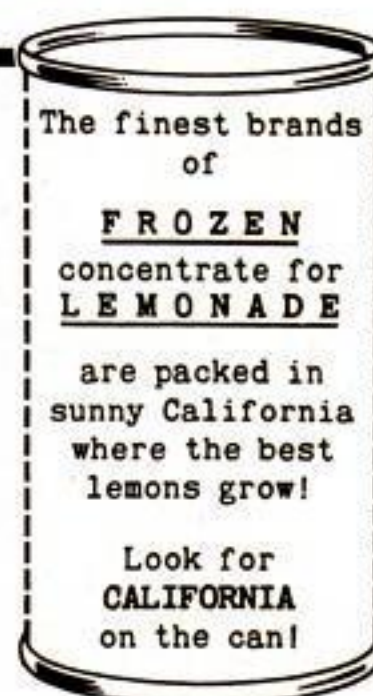 The finest brands
of
FROZEN
concentrate for
LEMONADE
are packed in
sunny California
where the best
lemons grow!
Look for
CALIFORNIA
on the can!